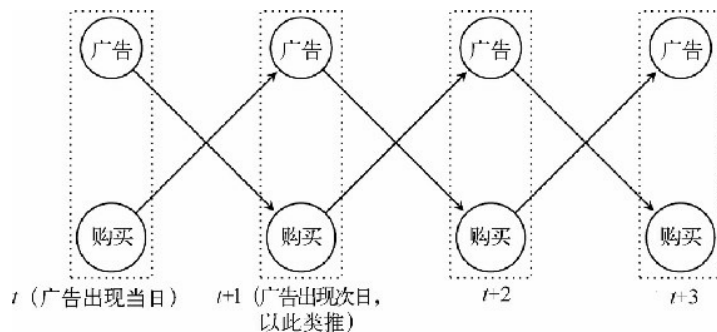 广告 广告 广告 广告
购买 购买 购买 购买
t（广告出现当日） t+1（广告出现次日， t+2 t+3
以此类推）